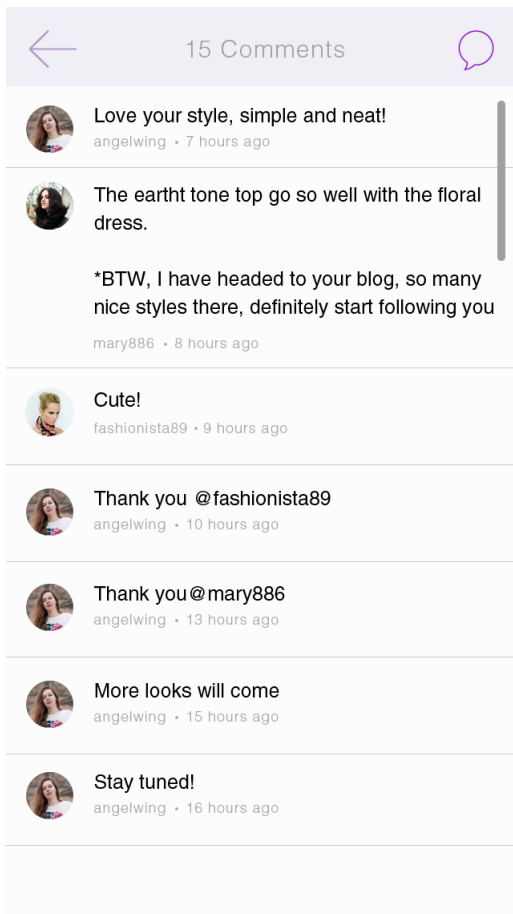 15 Comments
Love your style, simple and neat!
angelwing • 7 hours ago
The eartht tone top go so well with the floral
dress.
*BTW, I have headed to your blog, so many
nice styles there, definitely start following you
mary886 • 8 hours ago
Cute!
fashionista89 • 9 hours ago
Thank you @fashionista89
angelwing • 10 hours ago
Thank you@mary886
angelwing • 13 hours ago
More looks will come
angelwing • 15 hours ago
Stay tuned!
angelwing • 16 hours ago